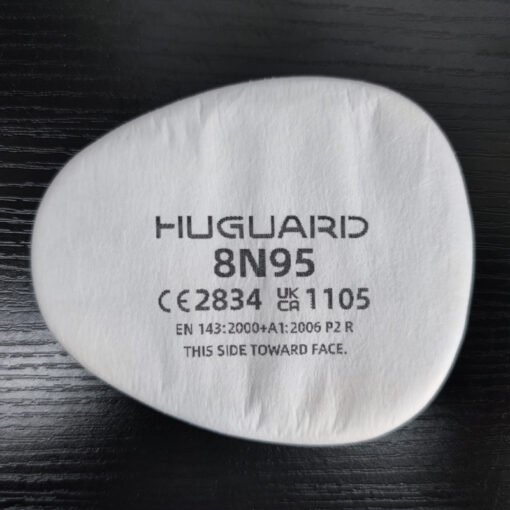 HUGUARD
8N95
CE2834 UKCA 1105
EN 143:2000+A1:2006 P2 R
THIS SIDE TOWARD FACE.